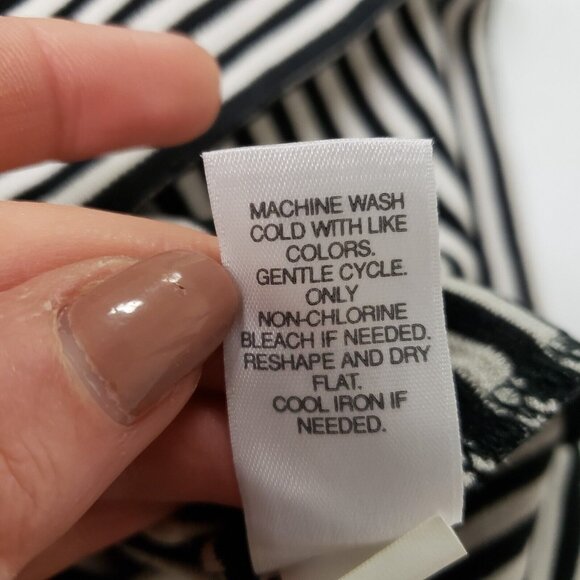 MACHINE WASH
COLD WITH LIKE
COLORS.
GENTLE CYCLE.
ONLY
NON-CHLORINE
BLEACH IF NEEDED.
RESHAPE AND DRY
FLAT.
COOL IRON IF
NEEDED.